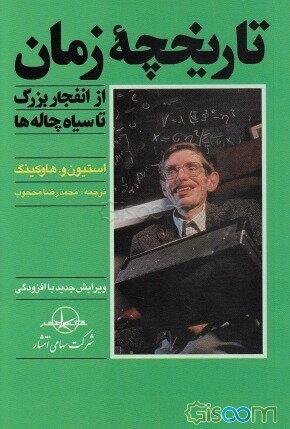 تاریخچهٔ زمان
از انفجار بزرگ
تا سیاه چاله‌ها
استیون و. هاوکینگ
ترجمه: محمدرضا محجوب
ویرایش جدید با افزودگی
شرکت سهامی انتشار
Giscom